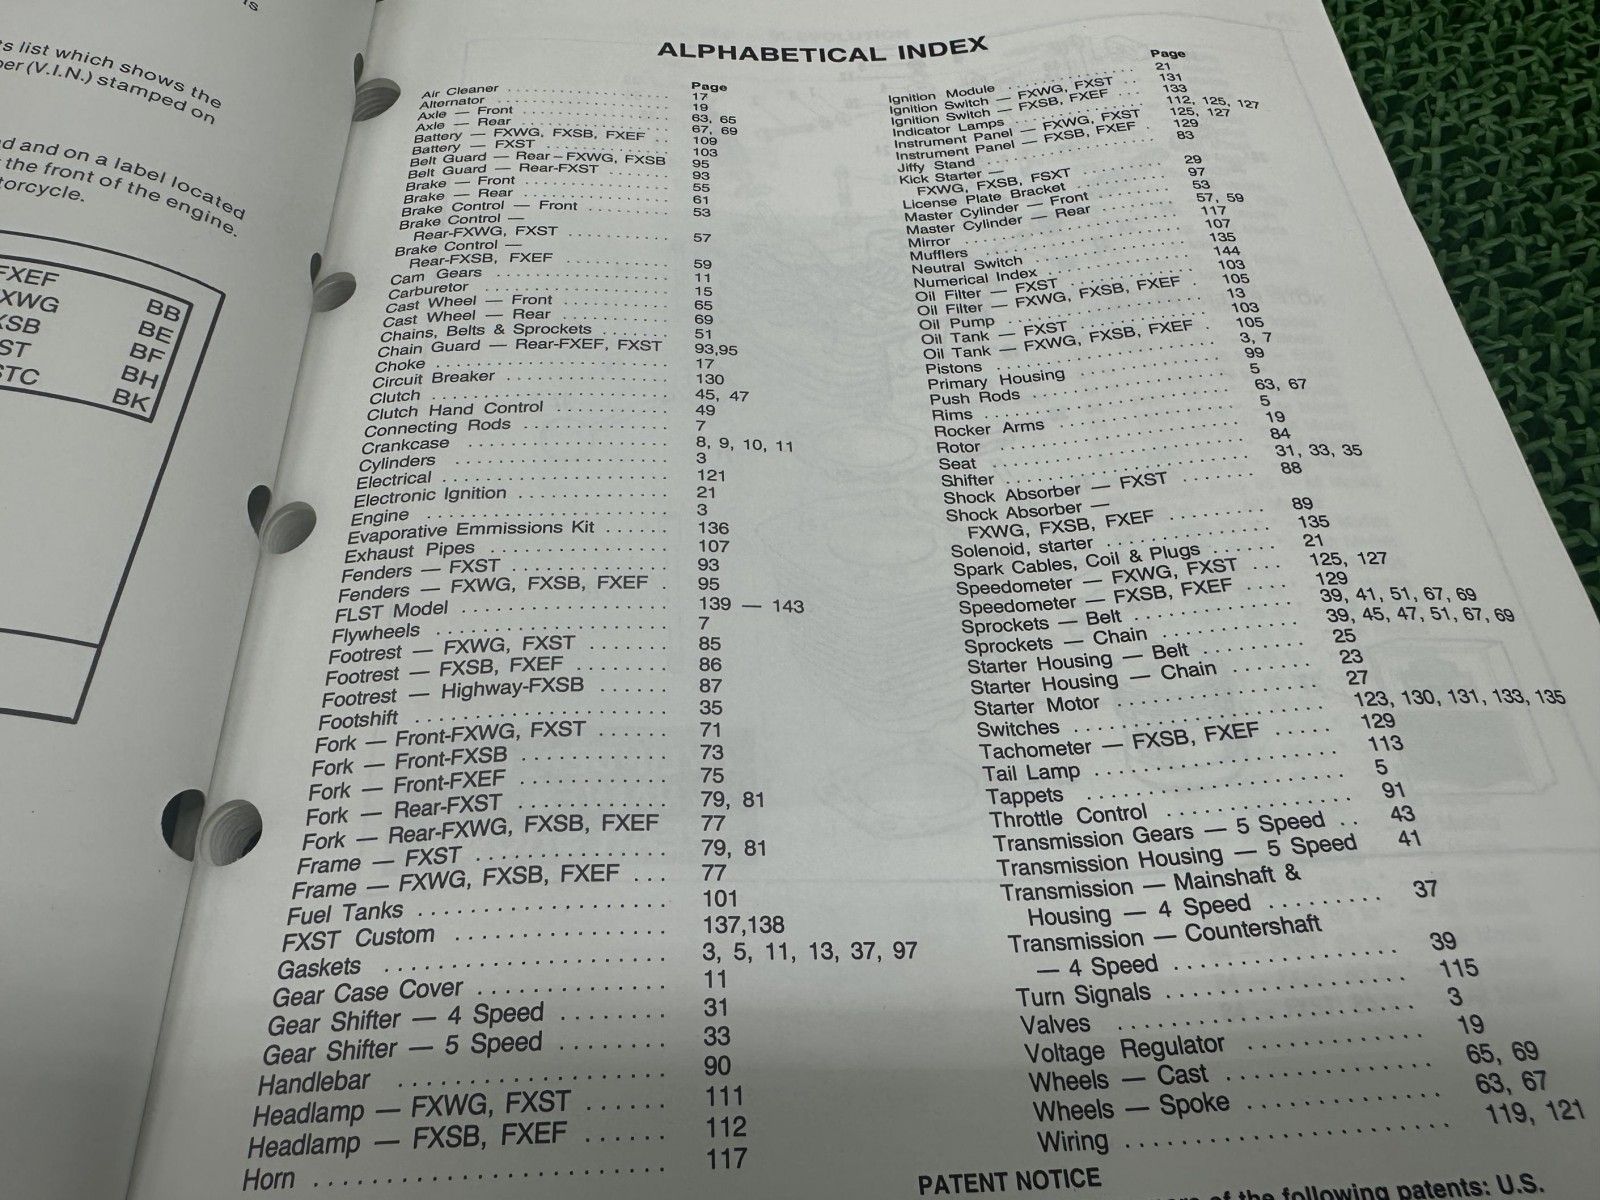 is
s list which shows the
er (V.I.N.) stamped on
d and on a label located
the front of the engine.
torcycle.
FXEF BB
XWG BE
XSB BF
ST BH
STC BK
ALPHABETICAL INDEX
Page
Air Cleaner 17
Alternator 19
Axle — Front 63, 65
Axle — Rear 67, 69
Battery — FXWG, FXSB, FXEF 109
Battery — FXST 103
Belt Guard — Rear – FXWG, FXSB 95
Belt Guard — Rear-FXST 93
Brake — Front 55
Brake — Rear 61
Brake Control — Front 53
Brake Control —
Rear-FXWG, FXST 57
Brake Control —
Rear-FXSB, FXEF 59
Cam Gears 11
Carburetor 15
Cast Wheel — Front 65
Cast Wheel — Rear 69
Chains, Belts & Sprockets 51
Chain Guard — Rear-FXEF, FXST 93,95
Choke 17
Circuit Breaker 130
Clutch 45, 47
Clutch Hand Control 49
Connecting Rods 7
Crankcase 8, 9, 10, 11
Cylinders 3
Electrical 121
Electronic Ignition 21
Engine 3
Evaporative Emmissions Kit 136
Exhaust Pipes 107
Fenders — FXST 93
Fenders — FXWG, FXSB, FXEF 95
FLST Model 139 — 143
Flywheels 7
Footrest — FXWG, FXST 85
Footrest — FXSB, FXEF 86
Footrest — Highway-FXSB 87
Footshift 35
Fork — Front-FXWG, FXST 71
Fork — Front-FXSB 73
Fork — Front-FXEF 75
Fork — Rear-FXST 79, 81
Fork — Rear-FXWG, FXSB, FXEF 77
Frame — FXST 79, 81
Frame — FXWG, FXSB, FXEF 77
Fuel Tanks 101
FXST Custom 137,138
Gaskets 3, 5, 11, 13, 37, 97
Gear Case Cover 11
Gear Shifter — 4 Speed 31
Gear Shifter — 5 Speed 33
Handlebar 90
Headlamp — FXWG, FXST 111
Headlamp — FXSB, FXEF 112
Horn 117
Page
Ignition Module 21
Ignition Switch — FXWG, FXST 131
Ignition Switch — FXSB, FXEF 133
Indicator Lamps 112, 125, 127
Instrument Panel — FXWG, FXST 125, 127
Instrument Panel — FXSB, FXEF 129
Jiffy Stand 83
Kick Starter —
FXWG, FXSB, FSXT 29
License Plate Bracket 97
Master Cylinder — Front 53
Master Cylinder — Rear 57, 59
Mirror 117
Mufflers 107
Neutral Switch 135
Numerical Index 144
Oil Filter — FXST 103
Oil Filter — FXWG, FXSB, FXEF 105
Oil Pump 13
Oil Tank — FXST 103
Oil Tank — FXWG, FXSB, FXEF 105
Pistons 3, 7
Primary Housing 99
Push Rods 5
Rims 63, 67
Rocker Arms 5
Rotor 19
Seat 84
Shifter 31, 33, 35
Shock Absorber — FXST 88
Shock Absorber —
FXWG, FXSB, FXEF 89
Solenoid, starter 135
Spark Cables, Coil & Plugs 21
Speedometer — FXWG, FXST 125, 127
Speedometer — FXSB, FXEF 129
Sprockets — Belt 39, 41, 51, 67, 69
Sprockets — Chain 39, 45, 47, 51, 67, 69
Starter Housing — Belt 25
Starter Housing — Chain 23
Starter Motor 27
Switches 123, 130, 131, 133, 135
Tachometer — FXSB, FXEF 129
Tail Lamp 113
Tappets 5
Throttle Control 91
Transmission Gears — 5 Speed 43
Transmission Housing — 5 Speed 41
Transmission — Mainshaft &
Housing — 4 Speed 37
Transmission — Countershaft
— 4 Speed 39
Turn Signals 115
Valves 3
Voltage Regulator 19
Wheels — Cast 65, 69
Wheels — Spoke 63, 67
Wiring 119, 121
PATENT NOTICE
of the following patents: U.S.